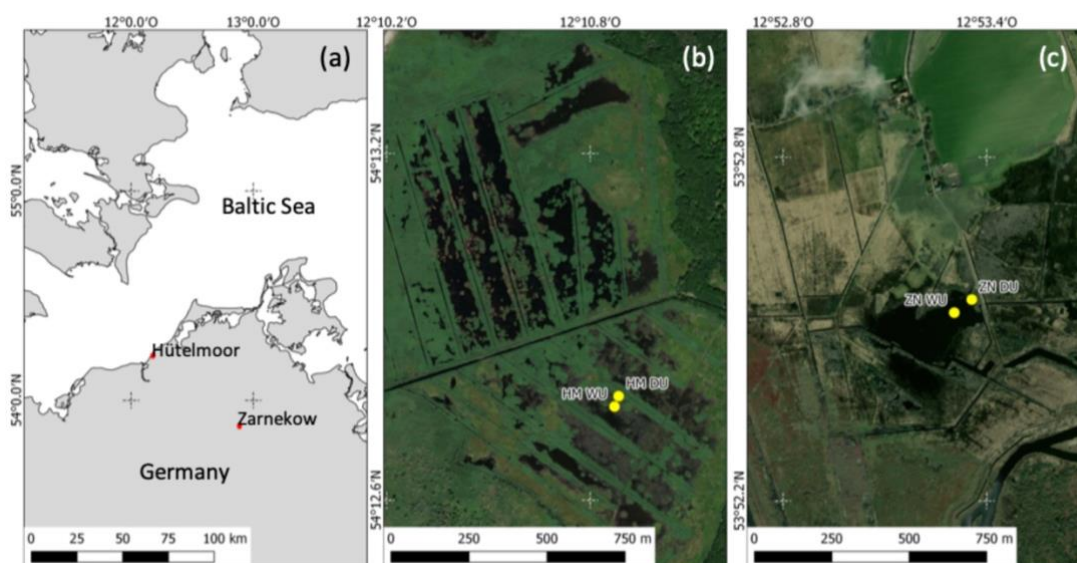 12°0.0' 13°0.0' 12°10.2' 12°10.8' 12°52.8' 12°53.4'
(a) (b) (c)
54°13.2'N
53°52.8'N
55°0.0'N
Baltic Sea
ZN DU
ZN WU
Hütelmoor
HM DU
HM WU
54°0.0'N
Zarnekow
Germany
54°12.6'N
53°52.2'N
0 25 50 75 100 km
0 250 500 750 m
0 250 500 750 m